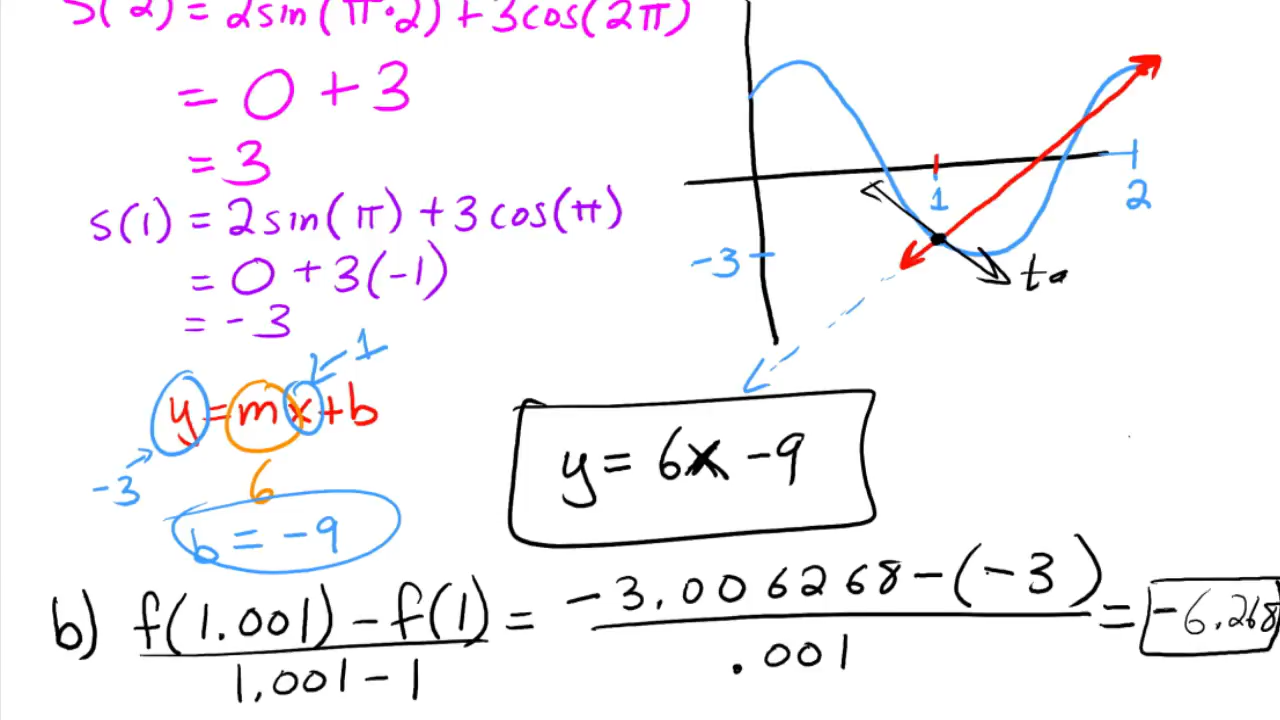 s(2) = 2sin(π·2) + 3cos(2π)
= 0 + 3
= 3
s(1) = 2sin(π) + 3cos(π)
= 0 + 3(-1)
= -3
1
y = mx + b
-3
6
b = -9
1
2
-3
y = 6x - 9
b) f(1.001) - f(1) / 1.001 - 1 = -3.006268 - (-3) / .001 = -6.268